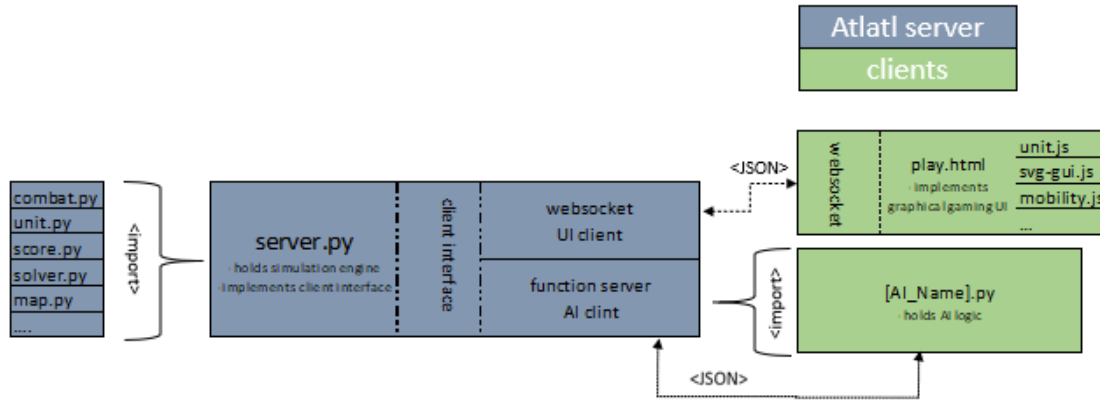 Atlatl server
clients
combat.py
unit.py
score.py
solver.py
map.py
....
<import>
server.py
· holds simulation engine
· implements client interface
client interface
websocket
UI client
function server
AI clint
<JSON>
websocket
play.html
· implements
graphical gaming UI
unit.js
svg-gui.js
mobility.js
...
<import>
[AI_Name].py
· holds AI logic
<JSON>